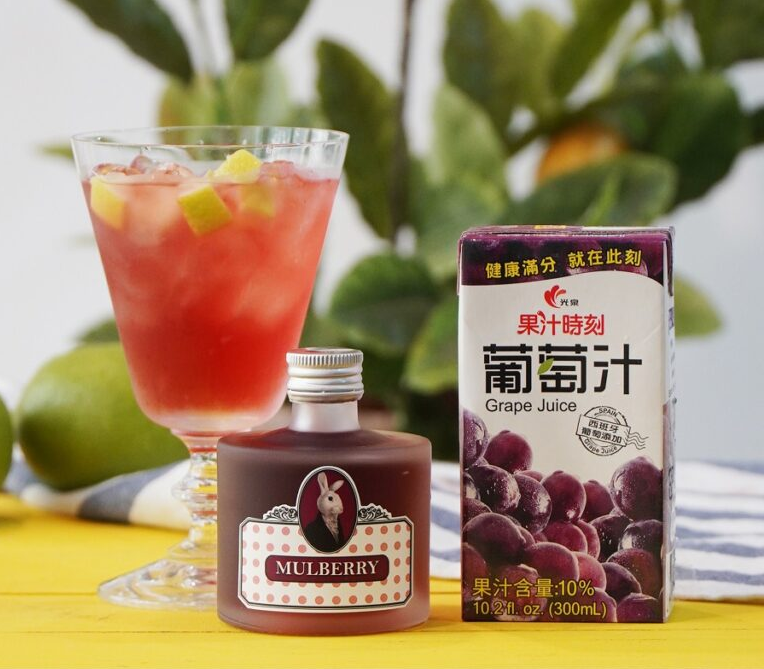 健康滿分 就在此刻
光泉
果汁時刻
葡萄汁
Grape Juice
SPAIN
西班牙
葡萄添加
Grape Juice
MULBERRY
果汁含量:10%
10.2 fl. oz. (300mL)